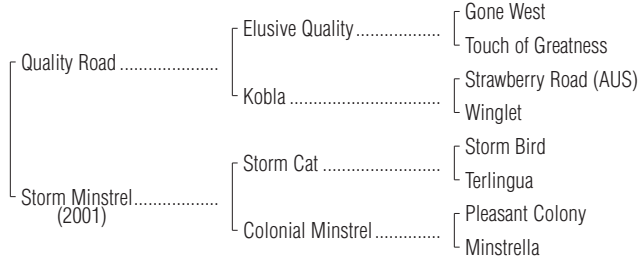 Gone West
Elusive Quality ....................
Touch of Greatness
Quality Road .......................
Strawberry Road (AUS)
Kobla ...................................
Winglet
Storm Bird
Storm Cat ...........................
Terlingua
Storm Minstrel....................
(2001)
Pleasant Colony
Colonial Minstrel ...............
Minstrella